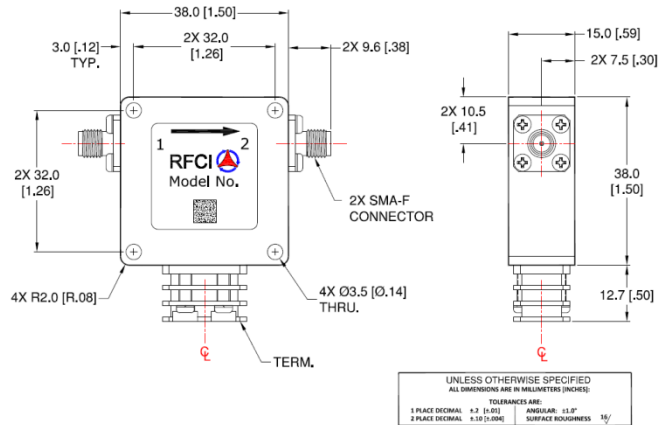 38.0 [1.50]
2X 32.0
[1.26]
3.0 [.12]
TYP.
2X 9.6 [.38]
2X 32.0
[1.26]
1 2
RFCI
Model No.
2X SMA-F
CONNECTOR
4X R2.0 [R.08]
4X Ø3.5 [Ø.14]
THRU.
TERM.
℄
15.0 [.59]
2X 7.5 [.30]
2X 10.5
[.41]
38.0
[1.50]
12.7 [.50]
℄
UNLESS OTHERWISE SPECIFIED
ALL DIMENSIONS ARE IN MILLIMETERS [INCHES]:
TOLERANCES ARE:
1 PLACE DECIMAL ±.2 [±.01] ANGULAR: ±1.0°
2 PLACE DECIMAL ±.10 [±.004] SURFACE ROUGHNESS 16/